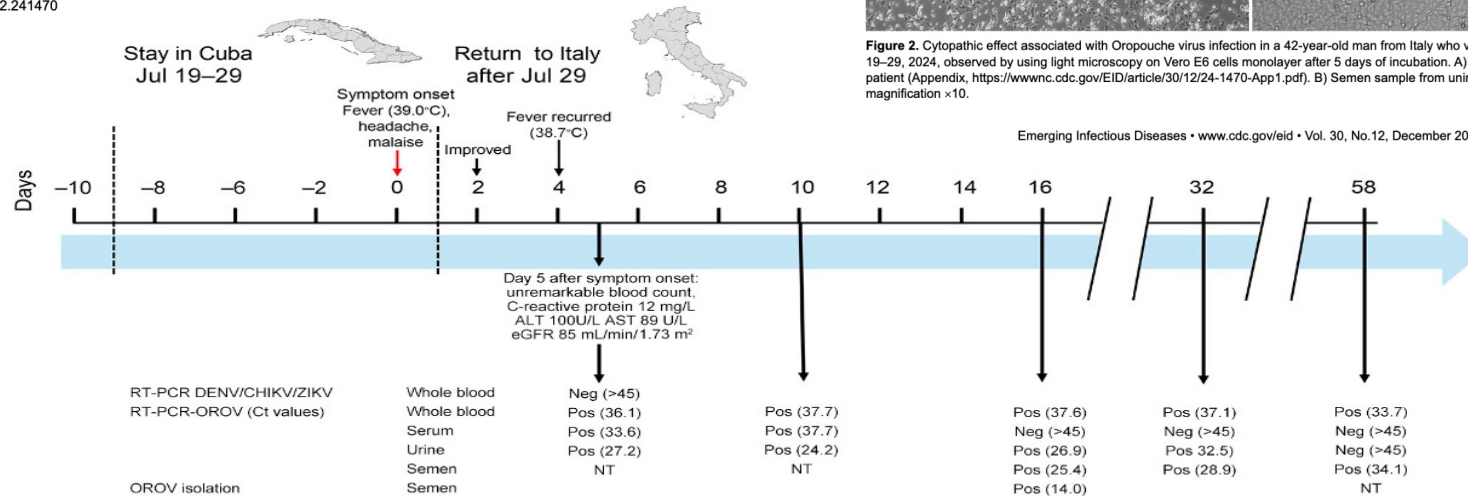 2.241470
Stay in Cuba
Jul 19–29
Return to Italy
after Jul 29
Figure 2. Cytopathic effect associated with Oropouche virus infection in a 42-year-old man from Italy who
19–29, 2024, observed by using light microscopy on Vero E6 cells monolayer after 5 days of incubation. A)
patient (Appendix, https://wwwnc.cdc.gov/EID/article/30/12/24-1470-App1.pdf). B) Semen sample from
magnification ×10.
Emerging Infectious Diseases • www.cdc.gov/eid • Vol. 30, No.12, December 20
Symptom onset
Fever (39.0°C),
headache,
malaise
Improved
Fever recurred
(38.7°C)
Days
–10 –8 –6 –2 0 2 4 6 8 10 12 14 16 32 58
Day 5 after symptom onset:
unremarkable blood count,
C-reactive protein 12 mg/L
ALT 100U/L AST 89 U/L
eGFR 85 mL/min/1.73 m²
RT-PCR DENV/CHIKV/ZIKV Whole blood Neg (>45)
RT-PCR-OROV (Ct values) Whole blood Pos (36.1) Pos (37.7) Pos (37.6) Pos (37.1) Pos (33.7)
Serum Pos (33.6) Pos (37.7) Neg (>45) Neg (>45) Neg (>45)
Urine Pos (27.2) Pos (24.2) Pos (26.9) Pos 32.5) Neg (>45)
Semen NT NT Pos (25.4) Pos (28.9) Pos (34.1)
OROV isolation Semen Pos (14.0) NT